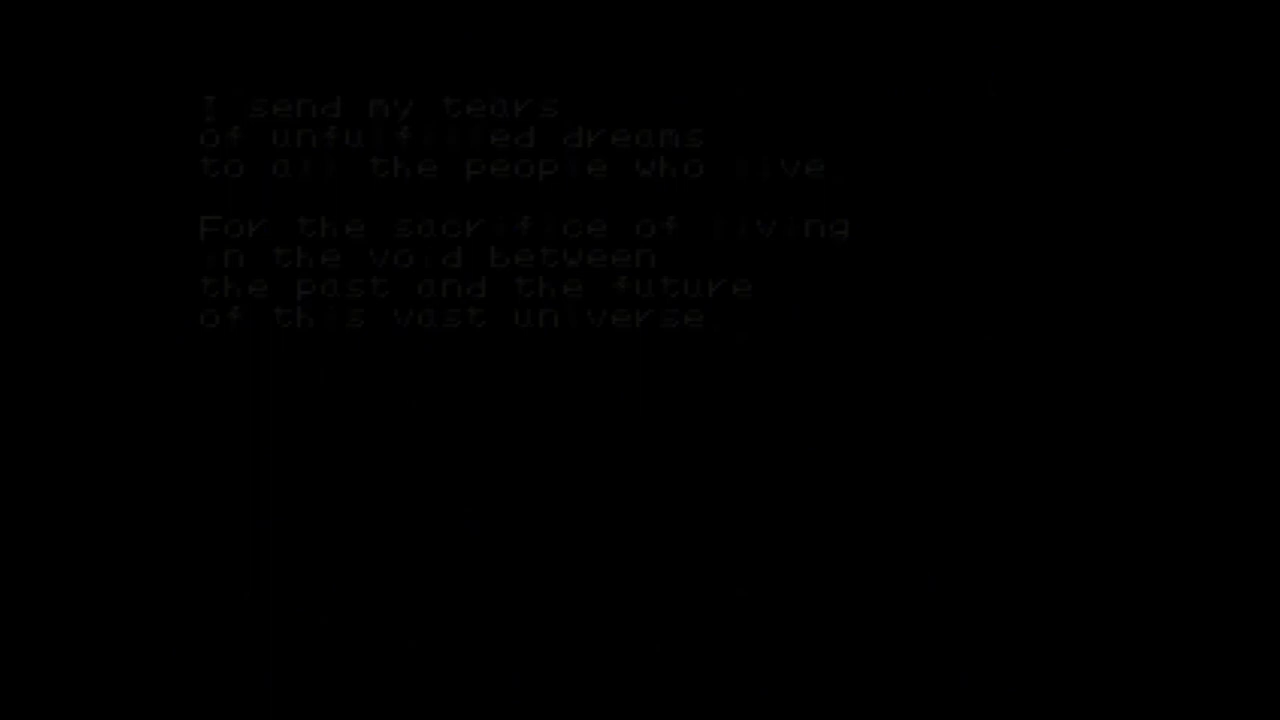 I send my tears
of unfulfilled dreams
to all the people who live.
For the sacrifice of living
in the void between
the past and the future
of this vast universe.